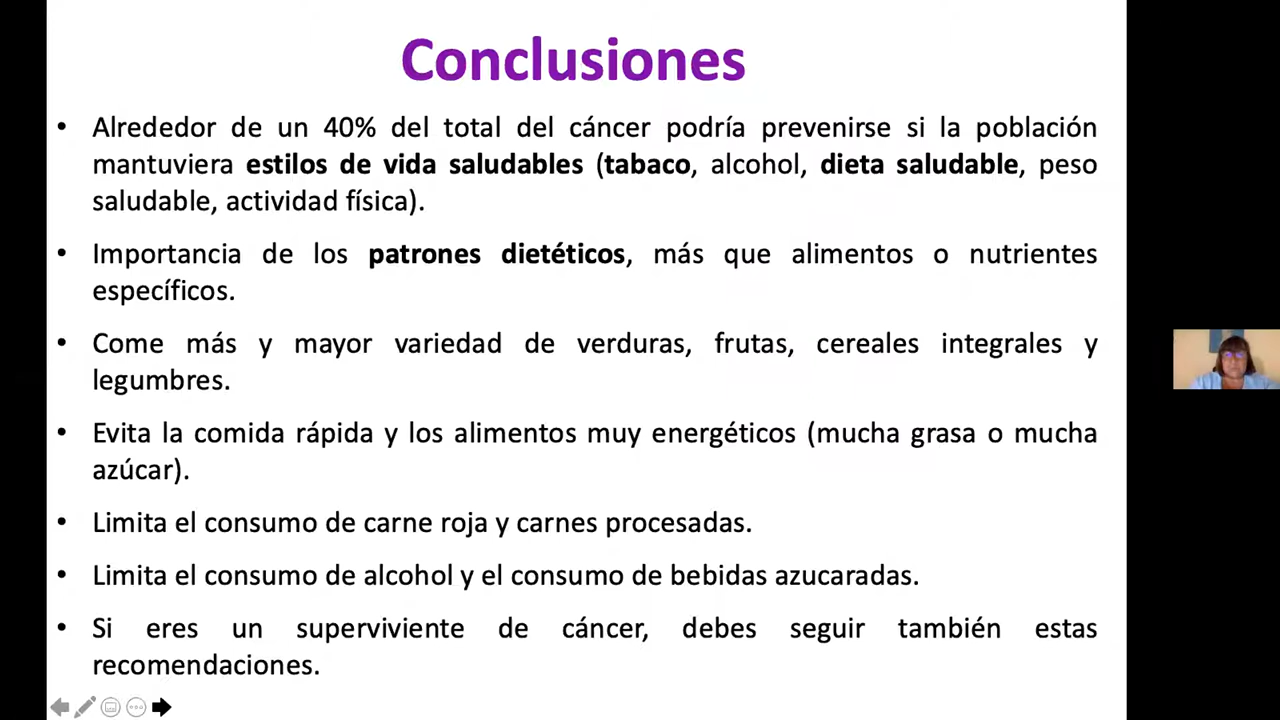 Conclusiones
• Alrededor de un 40% del total del cáncer podría prevenirse si la población
mantuviera estilos de vida saludables (tabaco, alcohol, dieta saludable, peso
saludable, actividad física).
• Importancia de los patrones dietéticos, más que alimentos o nutrientes
específicos.
• Come más y mayor variedad de verduras, frutas, cereales integrales y
legumbres.
• Evita la comida rápida y los alimentos muy energéticos (mucha grasa o mucha
azúcar).
• Limita el consumo de carne roja y carnes procesadas.
• Limita el consumo de alcohol y el consumo de bebidas azucaradas.
• Si eres un superviviente de cáncer, debes seguir también estas
recomendaciones.